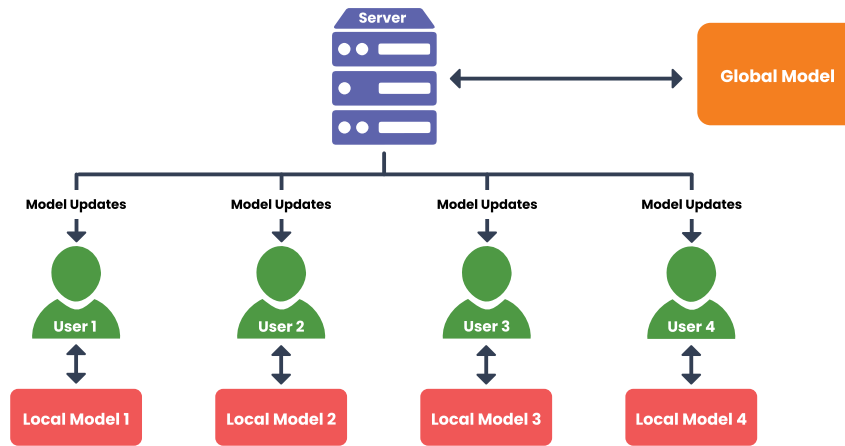 Server
Global Model
Model Updates
Model Updates
Model Updates
Model Updates
User 1
User 2
User 3
User 4
Local Model 1
Local Model 2
Local Model 3
Local Model 4